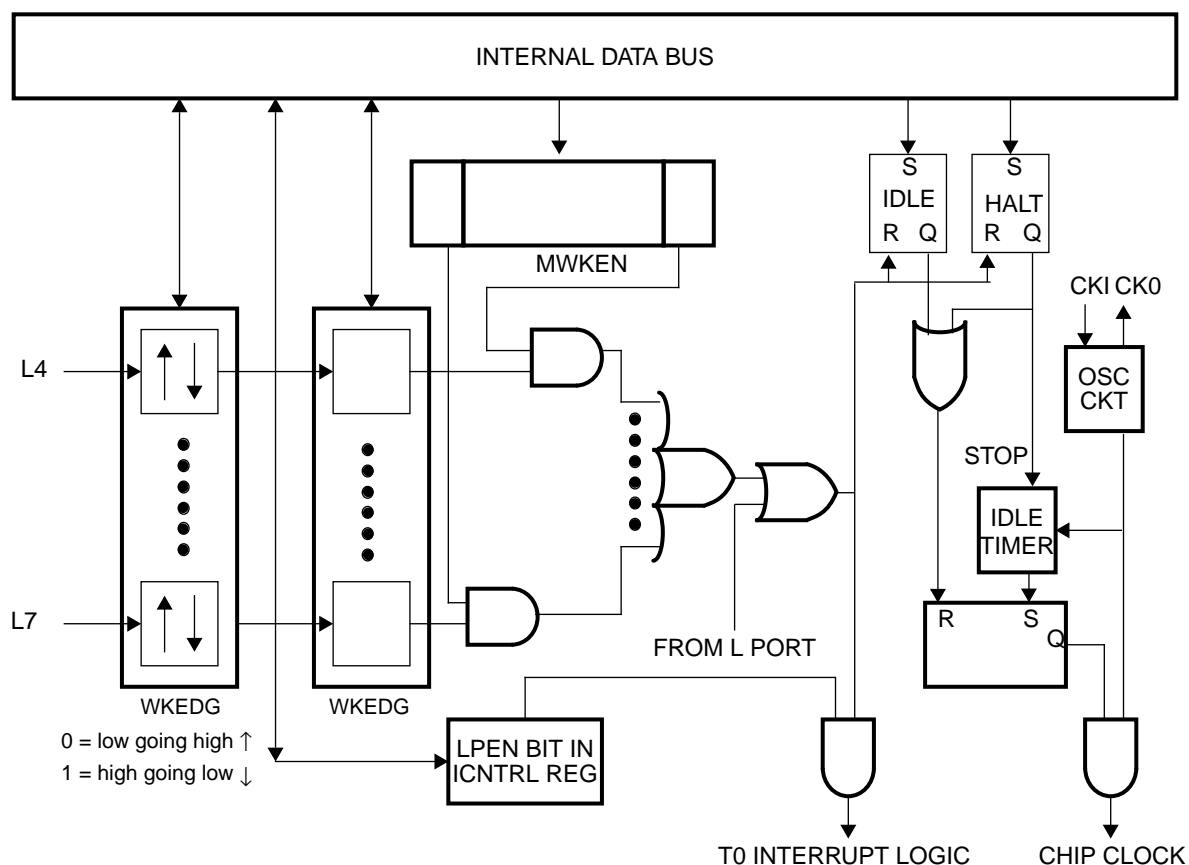 INTERNAL DATA BUS
S
IDLE
R Q
S
HALT
R Q
MWKEN
CKI CK0
L4
OSC
CKT
STOP
IDLE
TIMER
L7
R
S
Q
FROM L PORT
WKEDG
WKEDG
0 = low going high ↑
1 = high going low ↓
LPEN BIT IN
ICNTRL REG
T0 INTERRUPT LOGIC
CHIP CLOCK